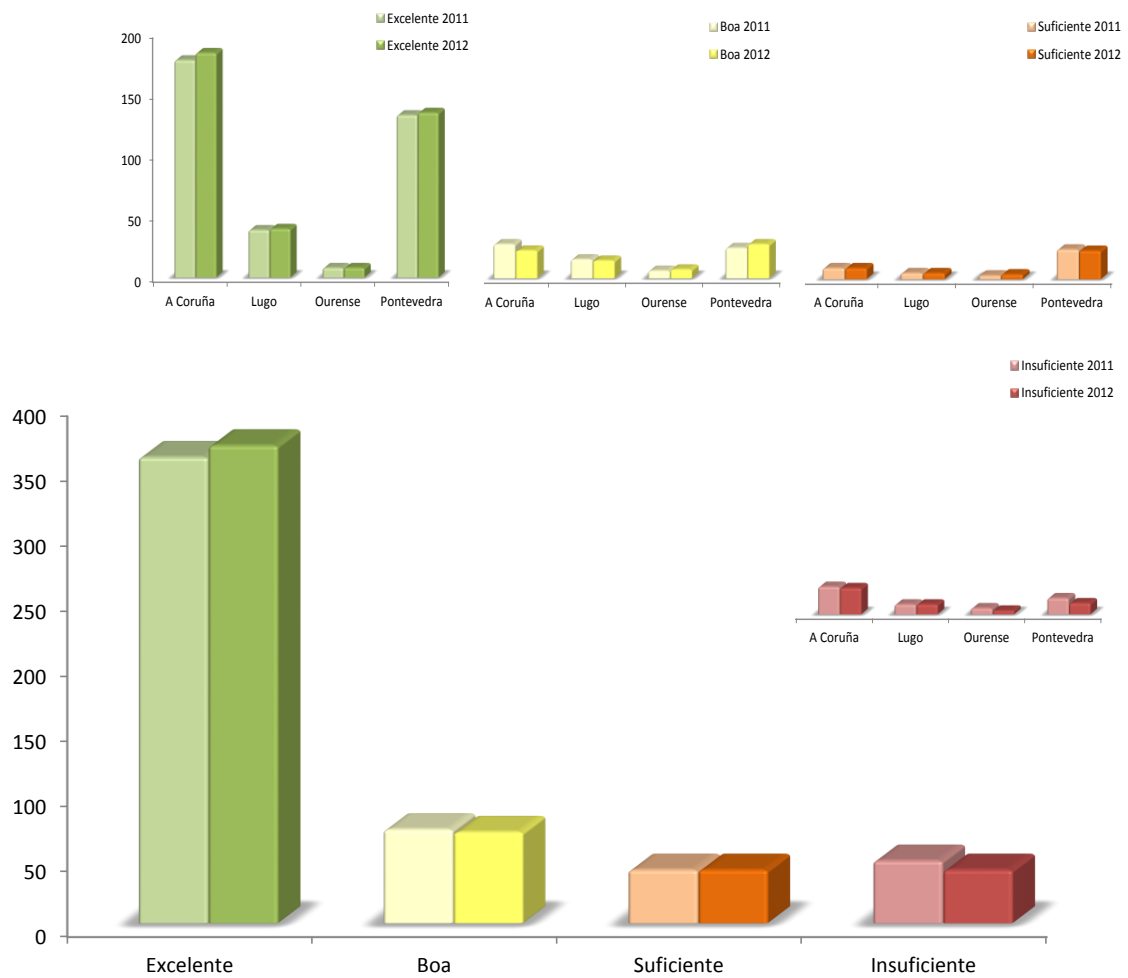 Excelente 2011
Excelente 2012
Boa 2011
Boa 2012
Suficiente 2011
Suficiente 2012
200
150
100
50
0
A Coruña Lugo Ourense Pontevedra
A Coruña Lugo Ourense Pontevedra
A Coruña Lugo Ourense Pontevedra
Insuficiente 2011
Insuficiente 2012
A Coruña Lugo Ourense Pontevedra
400
350
300
250
200
150
100
50
0
Excelente Boa Suficiente Insuficiente